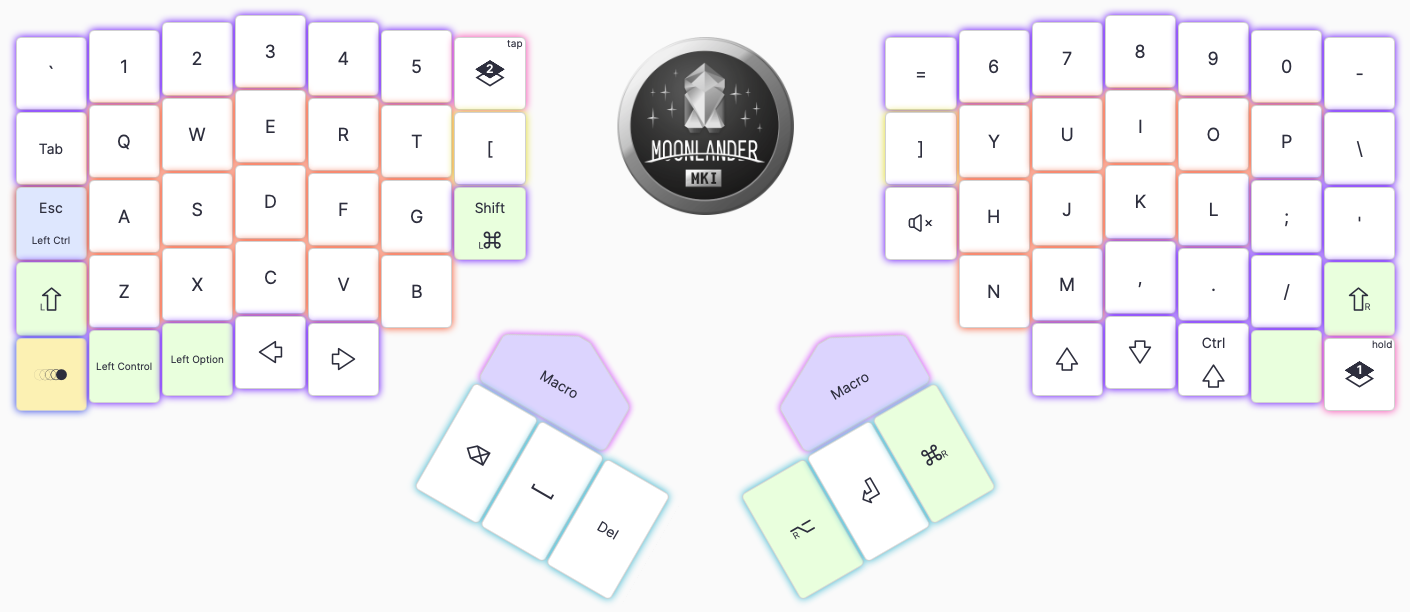 ` 1 2 3 4 5 tap 2
= 6 7 8 9 0 -
Tab Q W E R T [
] Y U I O P \
Esc A S D F G Shift
Left Ctrl L⌘
H J K L ; '
L Z X C V B
N M , . / R
Left Control Left Option
Ctrl hold 1
MOONLANDER
MKI
Macro
Del
Macro
R⌥ ⌘R